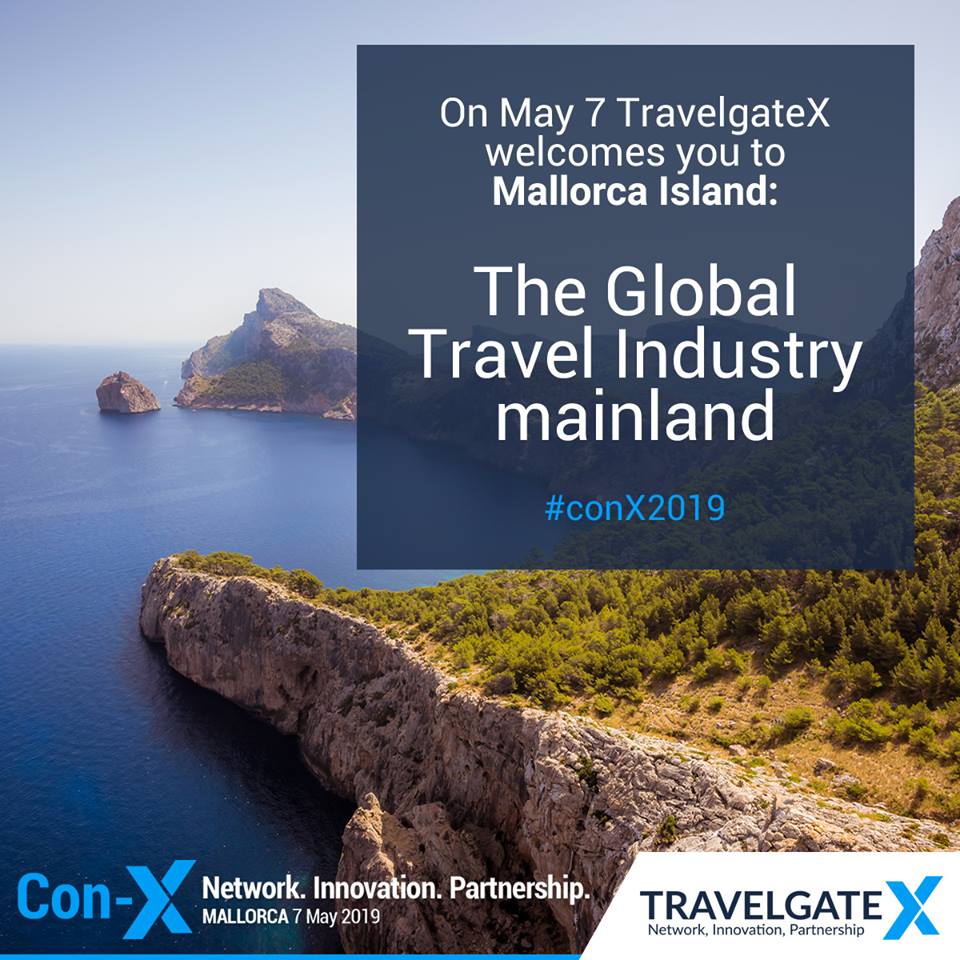 On May 7 TravelgateX
welcomes you to
Mallorca Island:
The Global
Travel Industry
mainland
#conX2019
Con-X
Network. Innovation. Partnership.
MALLORCA 7 May 2019
TRAVELGATEX
Network, Innovation, Partnership